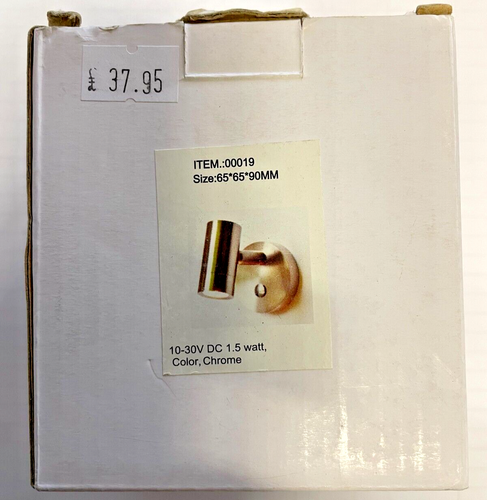 £ 37.95
ITEM.:00019
Size:65*65*90MM
10-30V DC 1.5 watt,
Color, Chrome